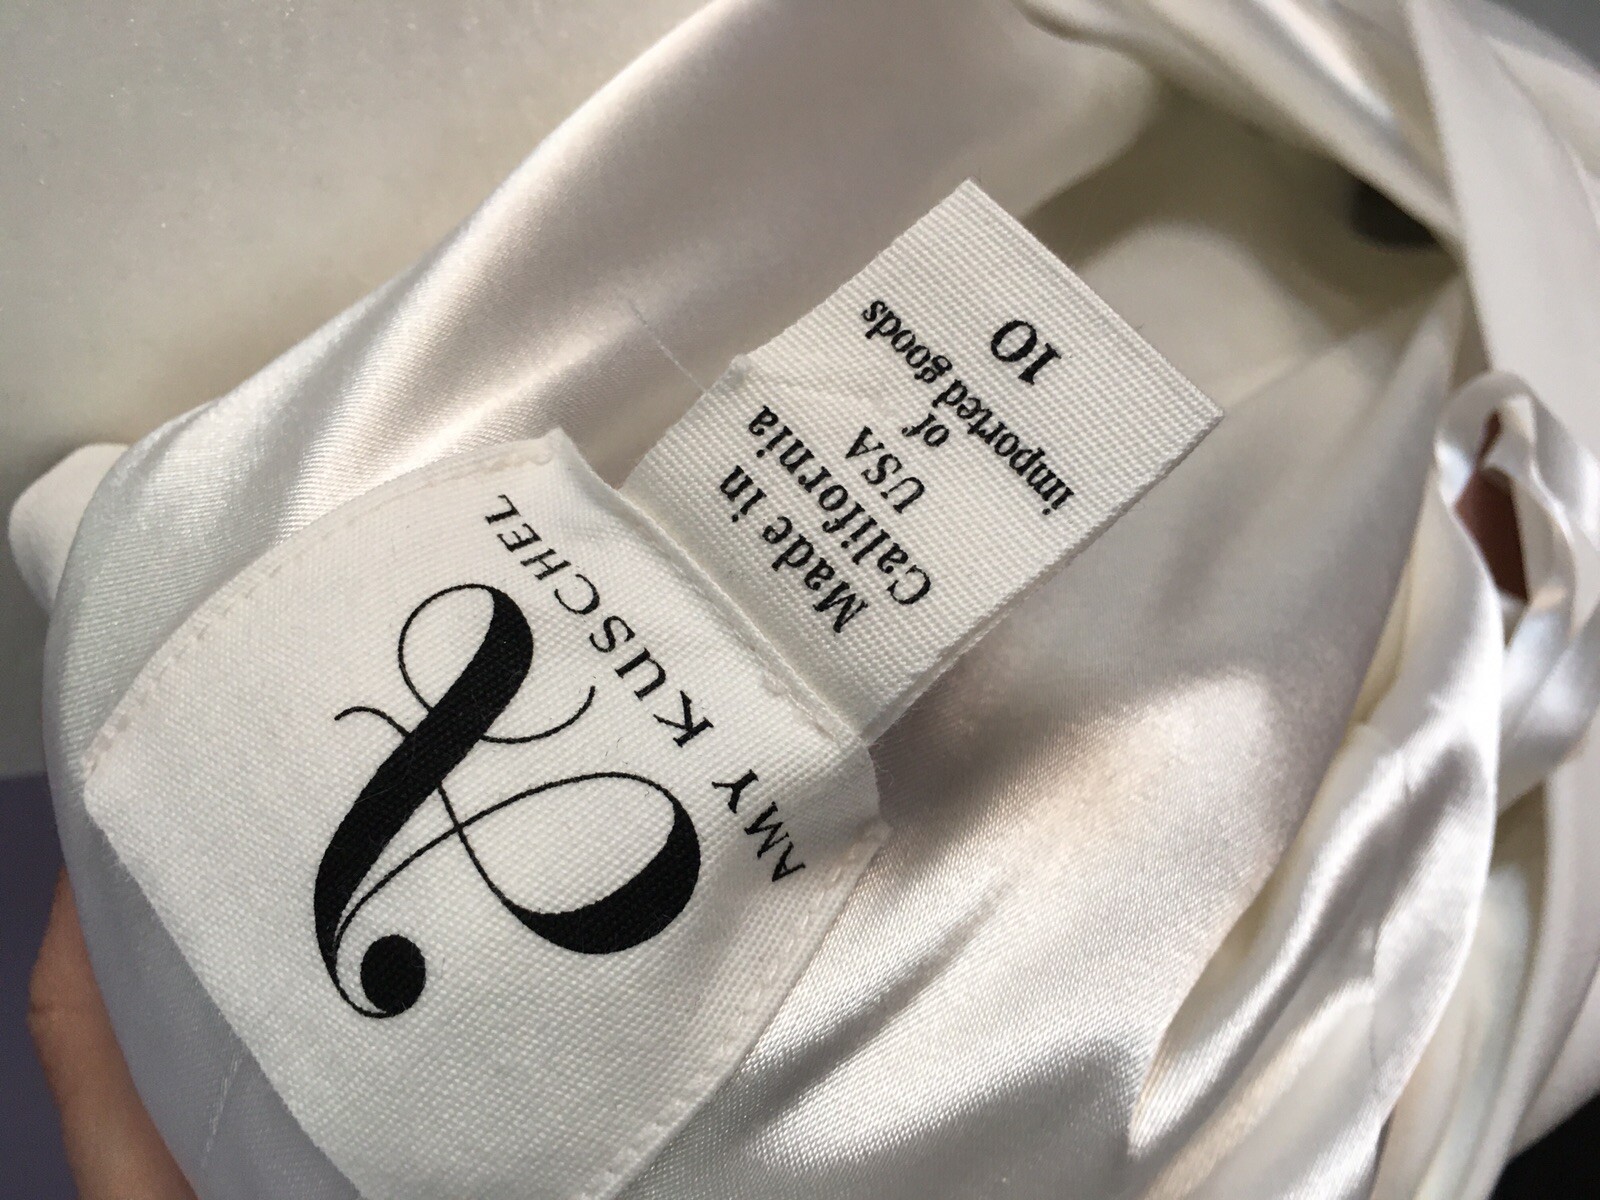 AMY KUSCHEL
Made in
California
USA
of
imported goods
10